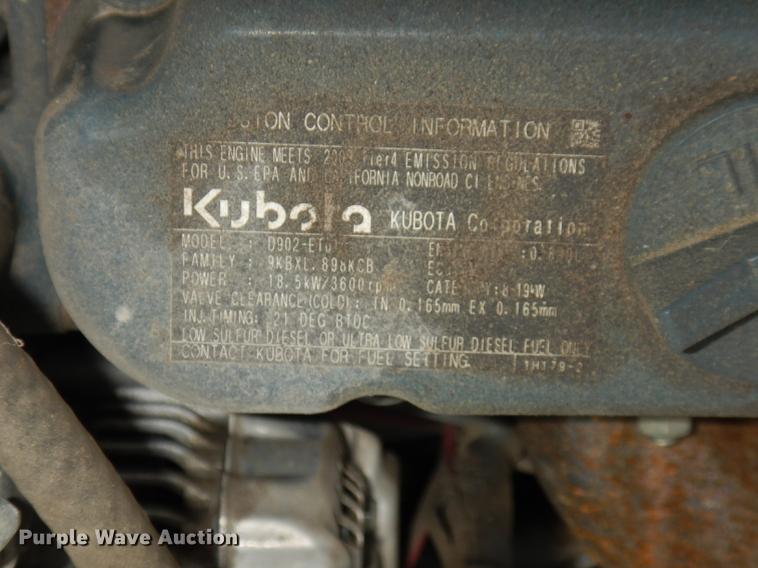 CONTROL INFORMATION
THIS ENGINE MEETS Tier4 EMISSION REGULATIONS
FOR U.S. EPA AND CALIFORNIA NONROAD CI ENGINES.
Kubota KUBOTA Corporation
MODEL : D902-
FAMILY : 9KBXL.898KCB
POWER : 18.5kW/3600rpm
VALVE CLEARANCE(COLD): IN 0.165mm EX 0.165mm
INJ.TIMING: 21 DEG BTDC
LOW SULFUR DIESEL OR ULTRA LOW SULFUR DIESEL FUEL ONLY
CONTACT KUBOTA FOR FUEL SETTING.
Purple Wave Auction